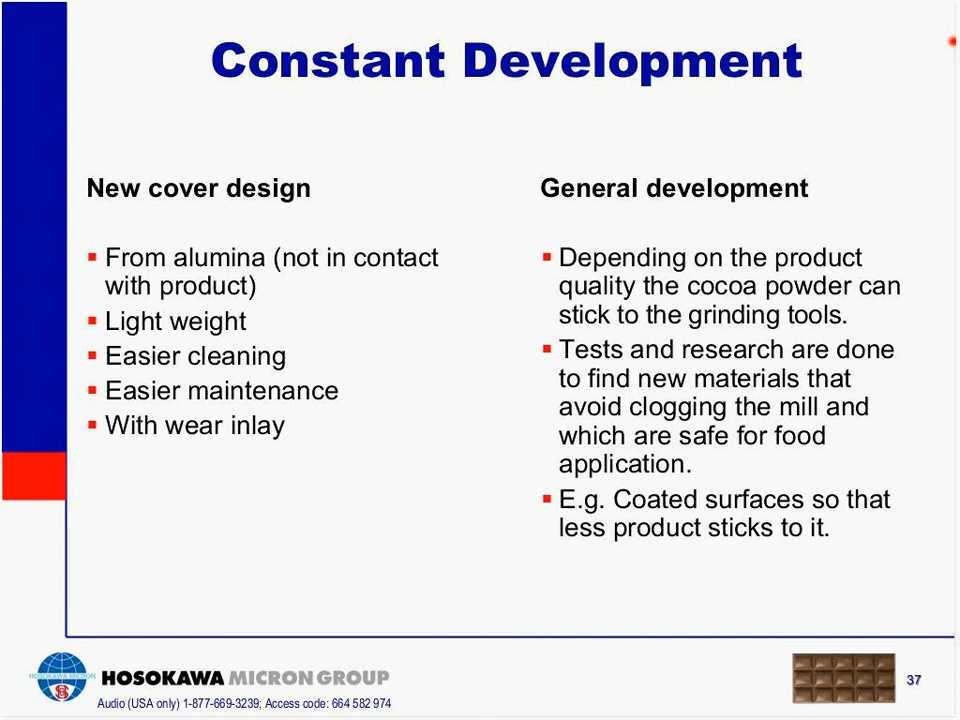 Constant Development
New cover design
From alumina (not in contact
with product)
Light weight
Easier cleaning
Easier maintenance
With wear inlay
General development
Depending on the product
quality the cocoa powder can
stick to the grinding tools.
Tests and research are done
to find new materials that
avoid clogging the mill and
which are safe for food
application.
E.g. Coated surfaces so that
less product sticks to it.
HOSOKAWA MICRON
HOSOKAWA MICRON GROUP
37
Audio (USA only) 1-877-669-3239; Access code: 664 582 974